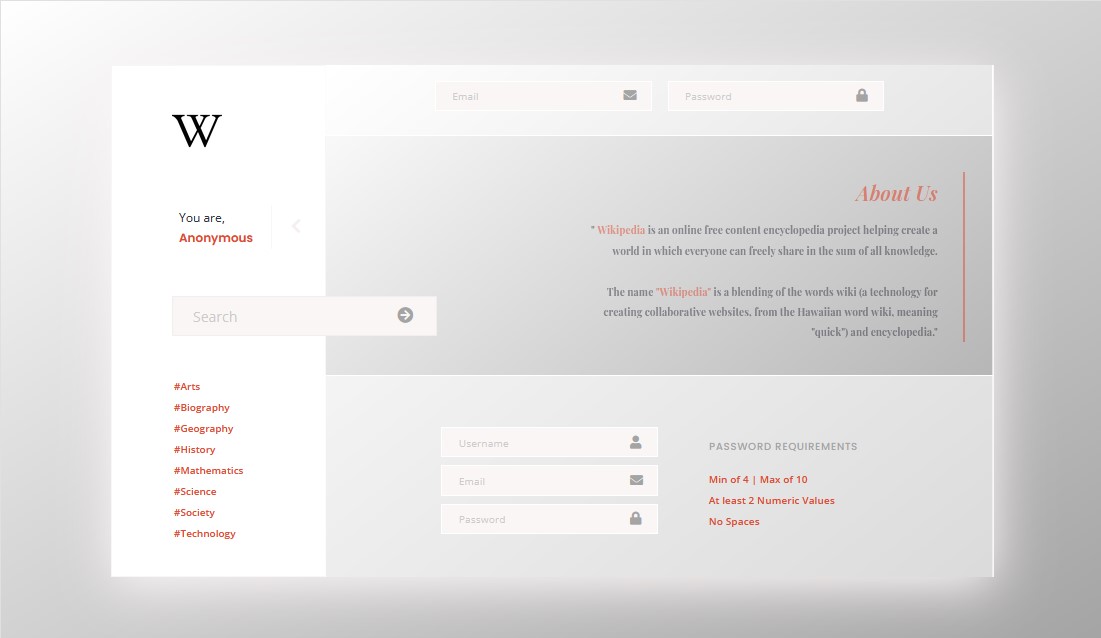 W
You are,
Anonymous
Search
#Arts
#Biography
#Geography
#History
#Mathematics
#Science
#Society
#Technology
Email
Password
About Us
" Wikipedia is an online free content encyclopedia project helping create a
world in which everyone can freely share in the sum of all knowledge.
The name "Wikipedia" is a blending of the words wiki (a technology for
creating collaborative websites, from the Hawaiian word wiki, meaning
"quick") and encyclopedia."
Username
Email
Password
PASSWORD REQUIREMENTS
Min of 4 | Max of 10
At least 2 Numeric Values
No Spaces